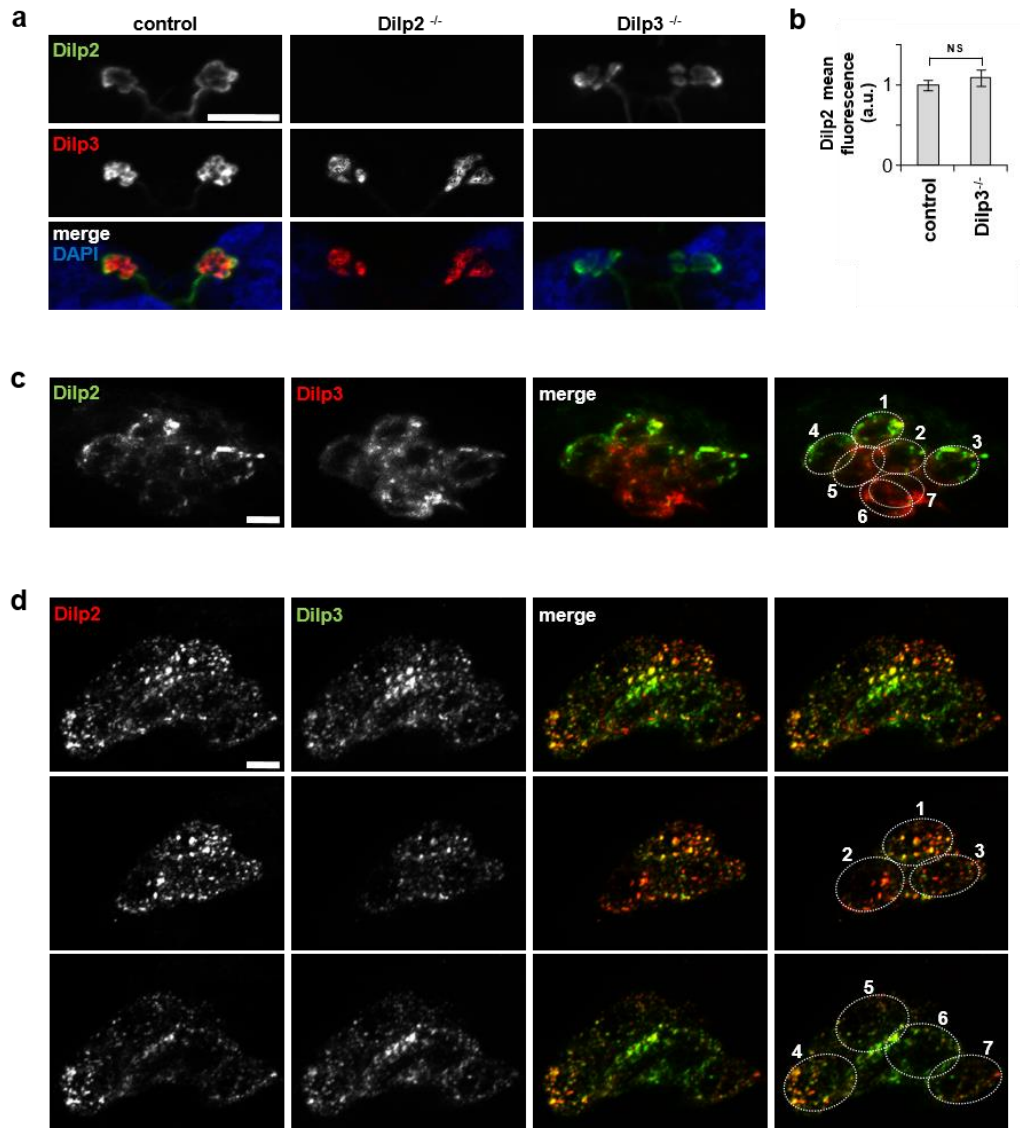 a
control
Dilp2 -/-
Dilp3 -/-
Dilp2
Dilp3
merge
DAPI
b
NS
Dilp2 mean
fluorescence
(a.u.)
1
0
control
Dilp3-/-
c
Dilp2
Dilp3
merge
1
4
2
3
5
7
6
d
Dilp2
Dilp3
merge
1
2
3
5
6
4
7